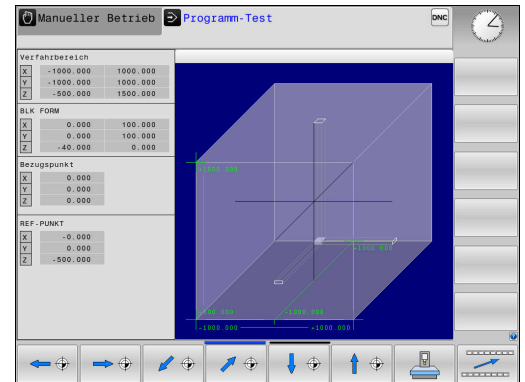 Manueller Betrieb
Programm-Test
DNC
Verfahrbereich
X -1000.000 1000.000
Y -1000.000 1000.000
Z -500.000 1500.000
BLK FORM
X 0.000 100.000
Y 0.000 100.000
Z -40.000 0.000
Bezugspunkt
X 0.000
Y 0.000
Z 0.000
REF-PUNKT
X -0.000
Y 0.000
Z -500.000
+1000.000
-1000.000
+1000.000